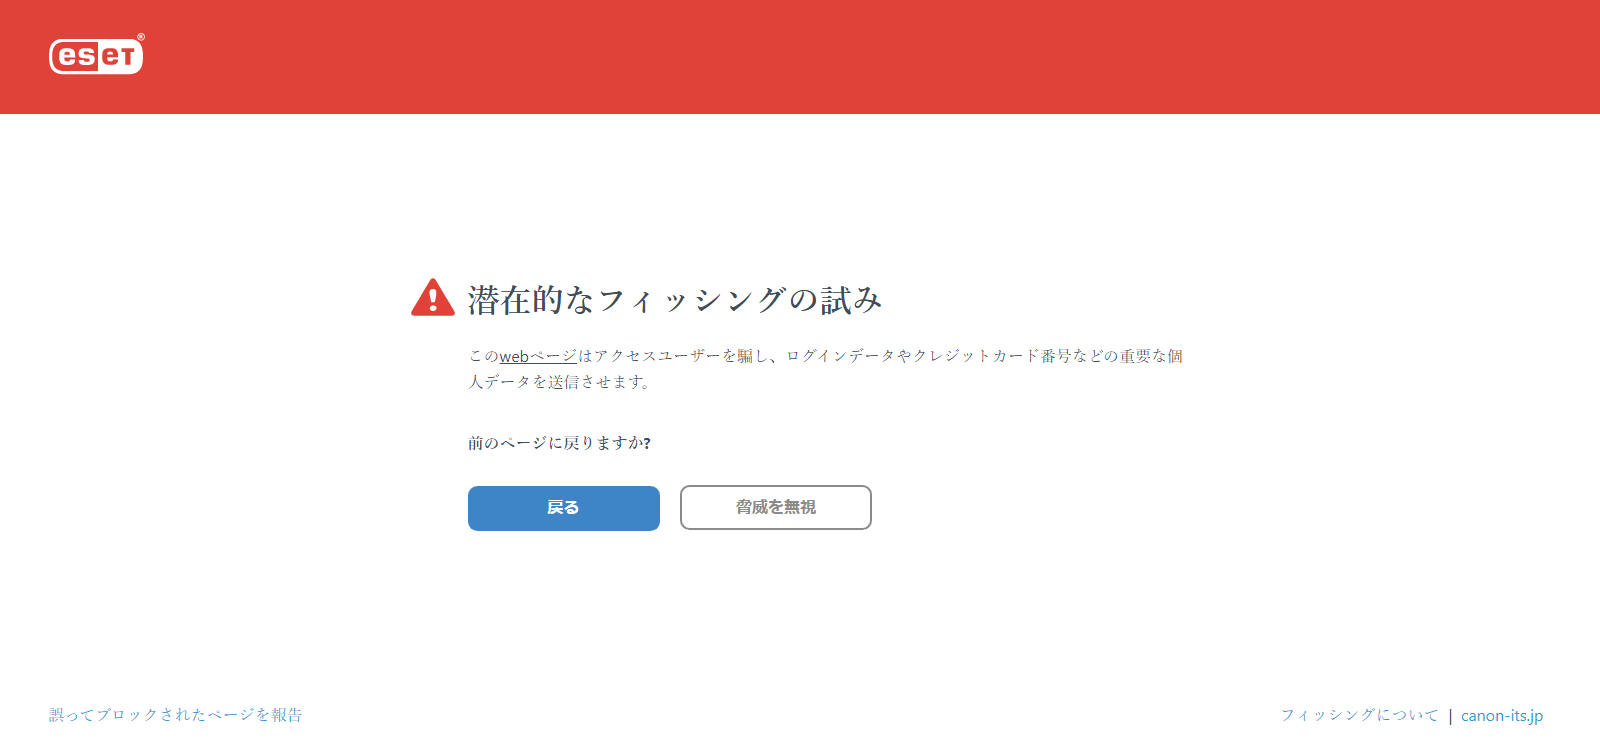 eset®
潜在的なフィッシングの試み
このwebページはアクセスユーザーを騙し、ログインデータやクレジットカード番号などの重要な個
人データを送信させます。
前のページに戻りますか?
戻る
脅威を無視
誤ってブロックされたページを報告
フィッシングについて | canon-its.jp